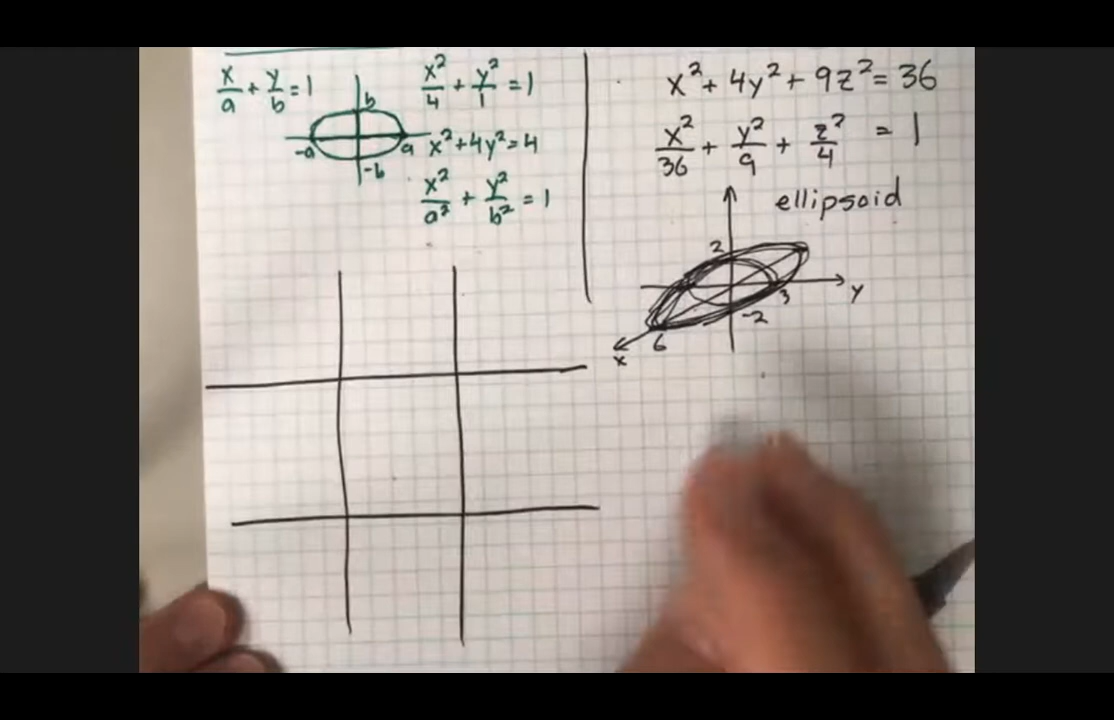 x/a + y/b = 1
b
-a
a
-b
x²/4 + y²/1 = 1
x² + 4y² = 4
x²/a² + y²/b² = 1
x² + 4y² + 9z² = 36
x²/36 + y²/9 + z²/4 = 1
ellipsoid
2
3
y
-2
6
x